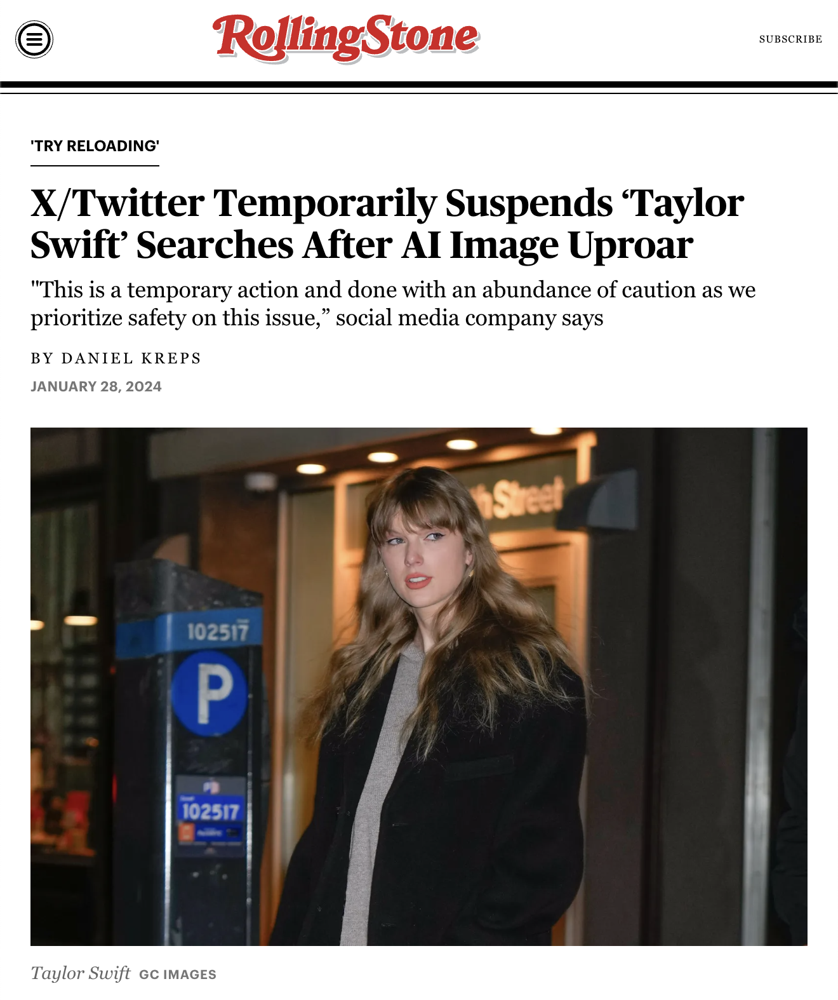 RollingStone
SUBSCRIBE
'TRY RELOADING'
X/Twitter Temporarily Suspends ‘Taylor
Swift’ Searches After AI Image Uproar
"This is a temporary action and done with an abundance of caution as we
prioritize safety on this issue,” social media company says
BY DANIEL KREPS
JANUARY 28, 2024
h Street
102517
P
102517
Taylor Swift GC IMAGES